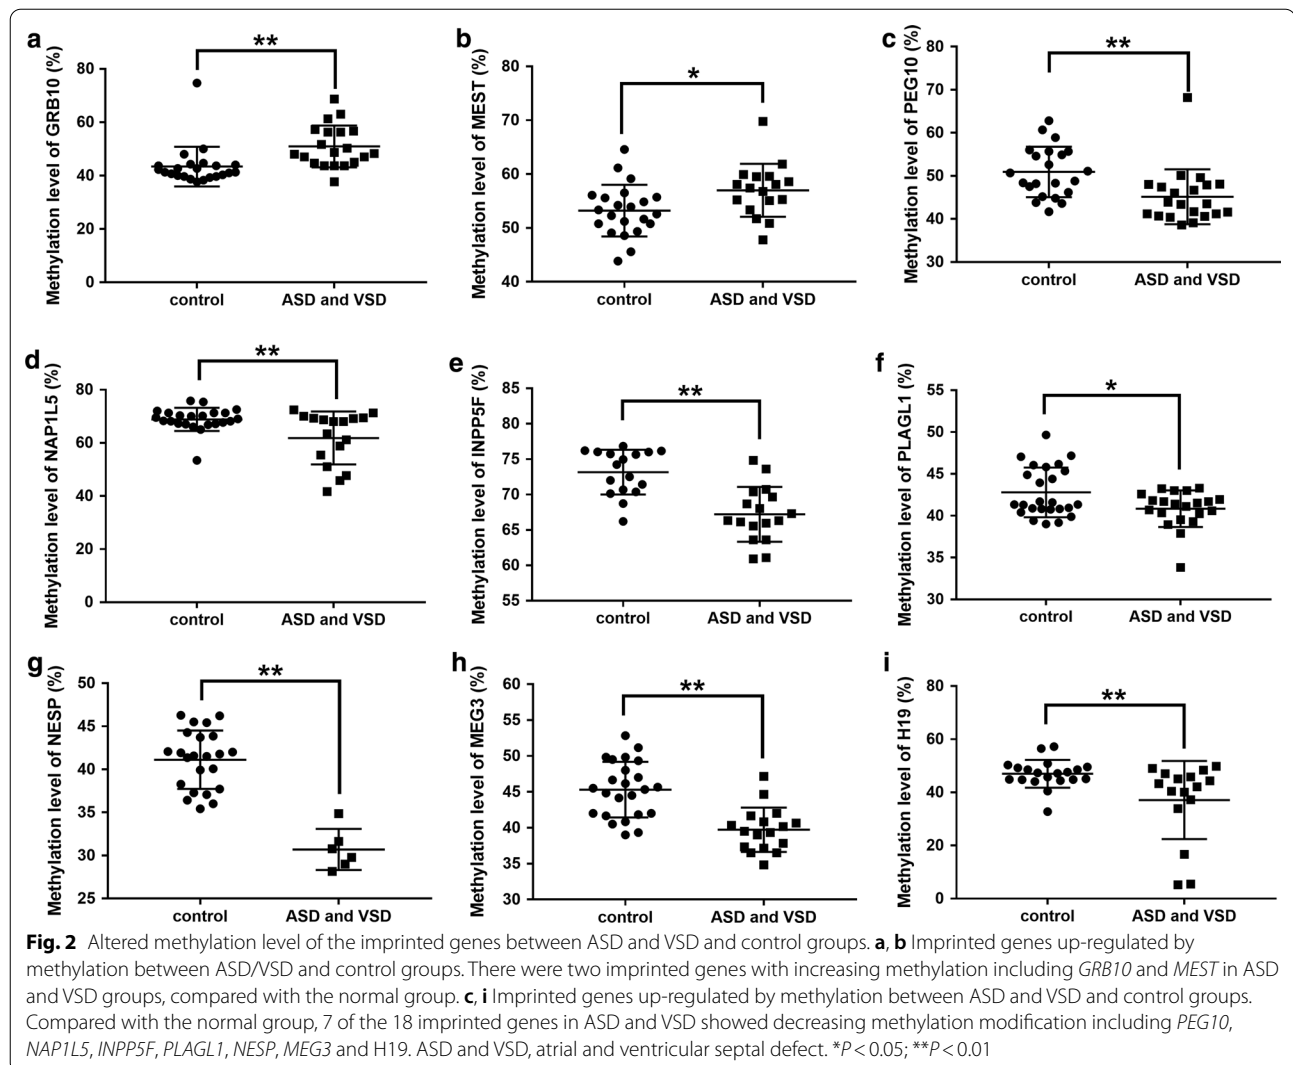 a
**
Methylation level of GRB10 (%)
80
60
40
20
0
control
ASD and VSD
b
*
Methylation level of MEST (%)
80
70
60
50
40
control
ASD and VSD
c
**
Methylation level of PEG10 (%)
80
70
60
50
40
30
control
ASD and VSD
d
**
Methylation level of NAP1L5 (%)
80
60
40
20
0
control
ASD and VSD
e
**
Methylation level of INPP5F (%)
85
80
75
70
65
60
55
control
ASD and VSD
f
*
Methylation level of PLAGL1 (%)
55
50
45
40
35
30
control
ASD and VSD
g
**
Methylation level of NESP (%)
50
45
40
35
30
25
control
ASD and VSD
h
**
Methylation level of MEG3 (%)
60
55
50
45
40
35
30
control
ASD and VSD
i
**
Methylation level of H19 (%)
80
60
40
20
0
control
ASD and VSD
Fig. 2 Altered methylation level of the imprinted genes between ASD and VSD and control groups. a, b Imprinted genes up-regulated by
methylation between ASD/VSD and control groups. There were two imprinted genes with increasing methylation including GRB10 and MEST in ASD
and VSD groups, compared with the normal group. c, i Imprinted genes up-regulated by methylation between ASD and VSD and control groups.
Compared with the normal group, 7 of the 18 imprinted genes in ASD and VSD showed decreasing methylation modification including PEG10,
NAP1L5, INPP5F, PLAGL1, NESP, MEG3 and H19. ASD and VSD, atrial and ventricular septal defect. *P < 0.05; **P < 0.01